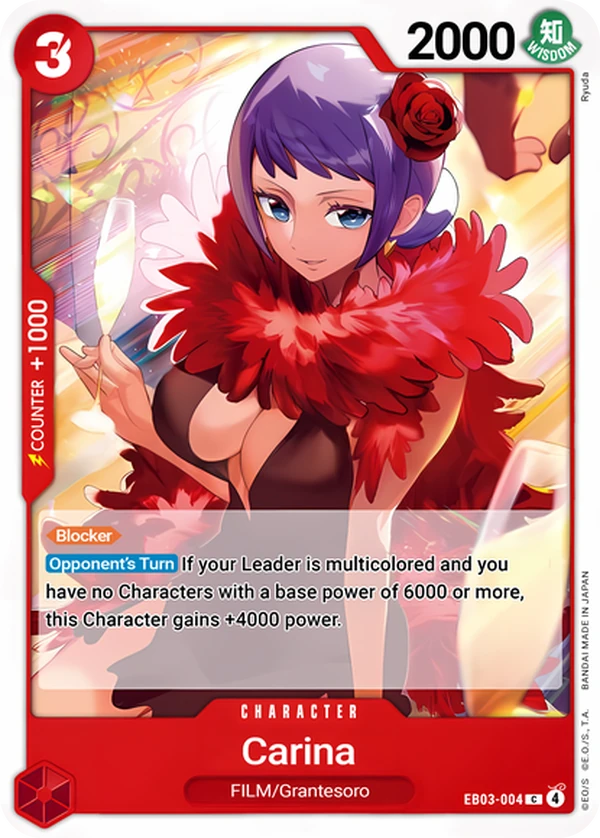 3
2000
知
WISDOM
Ryuda
COUNTER +1000
Blocker
Opponent's Turn If your Leader is multicolored and you
have no Characters with a base power of 6000 or more,
this Character gains +4000 power.
CHARACTER
Carina
FILM/Grantesoro
EB03-004 C 4
©EO/S ©E.O./S., T.A. BANDAI MADE IN JAPAN